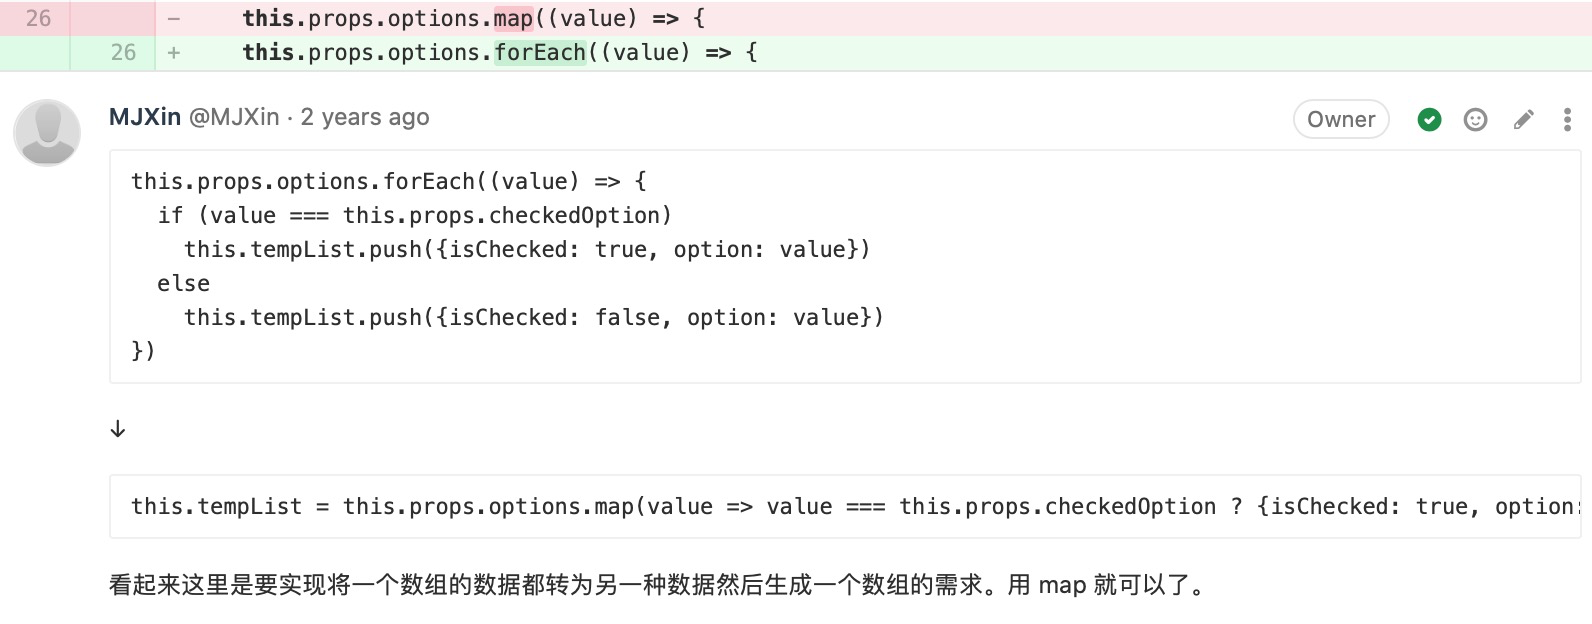 26 - this.props.options.map((value) => {
26 + this.props.options.forEach((value) => {
MJXin @MJXin · 2 years ago Owner
this.props.options.forEach((value) => {
  if (value === this.props.checkedOption)
    this.tempList.push({isChecked: true, option: value})
  else
    this.tempList.push({isChecked: false, option: value})
})
↓
this.tempList = this.props.options.map(value => value === this.props.checkedOption ? {isChecked: true, option:
看起来这里是要实现将一个数组的数据都转为另一种数据然后生成一个数组的需求。用 map 就可以了。